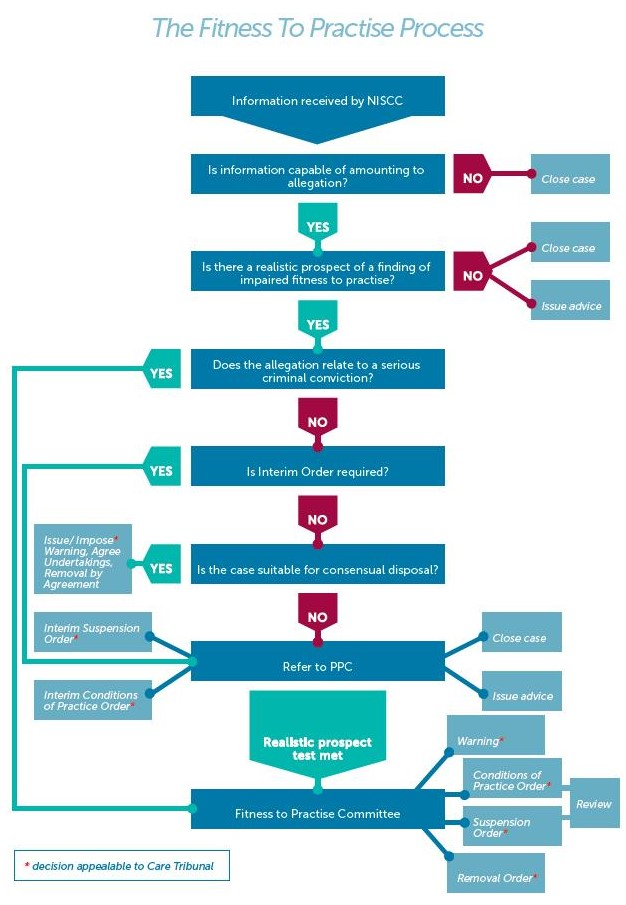 The Fitness To Practise Process
Information received by NISCC
Is information capable of amounting to
allegation?
NO
Close case
YES
Is there a realistic prospect of a finding of
impaired fitness to practise?
NO
Close case
Issue advice
YES
Does the allegation relate to a serious
criminal conviction?
YES
NO
Is Interim Order required?
YES
NO
Is the case suitable for consensual disposal?
YES
Issue/ Impose*
Warning, Agree
Undertakings,
Removal by
Agreement
NO
Interim Suspension
Order*
Interim Conditions
of Practice Order*
Refer to PPC
Close case
Issue advice
Realistic prospect
test met
Fitness to Practise Committee
Warning*
Conditions of
Practice Order*
Suspension
Order*
Review
Removal Order*
* decision appealable to Care Tribunal